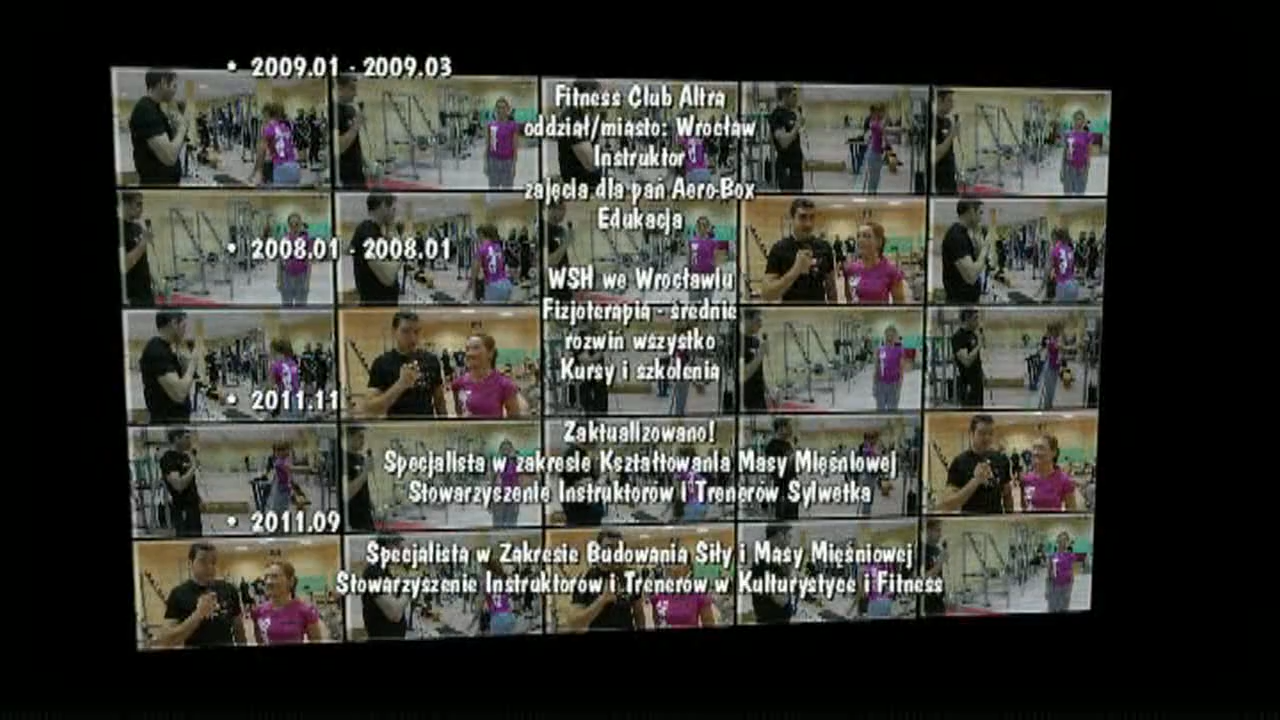 • 2009.01 - 2009.03
Fitness Club Altra
oddział/miasto: Wrocław
Instruktor
zajęcia dla pań Aero-Box
Edukacja
• 2008.01 - 2008.01
WSH we Wrocławiu
Fizjoterapia - średnie
rozwiń wszystko
Kursy i szkolenia
• 2011.11
Zaktualizowano!
Specjalista w zakresie Kształtowania Masy Mięśniowej
Stowarzyszenie Instruktorów i Trenerów Sylwetka
• 2011.09
Specjalista w Zakresie Budowania Siły i Masy Mięśniowej
Stowarzyszenie Instruktorów i Trenerów w Kulturystyce i Fitness